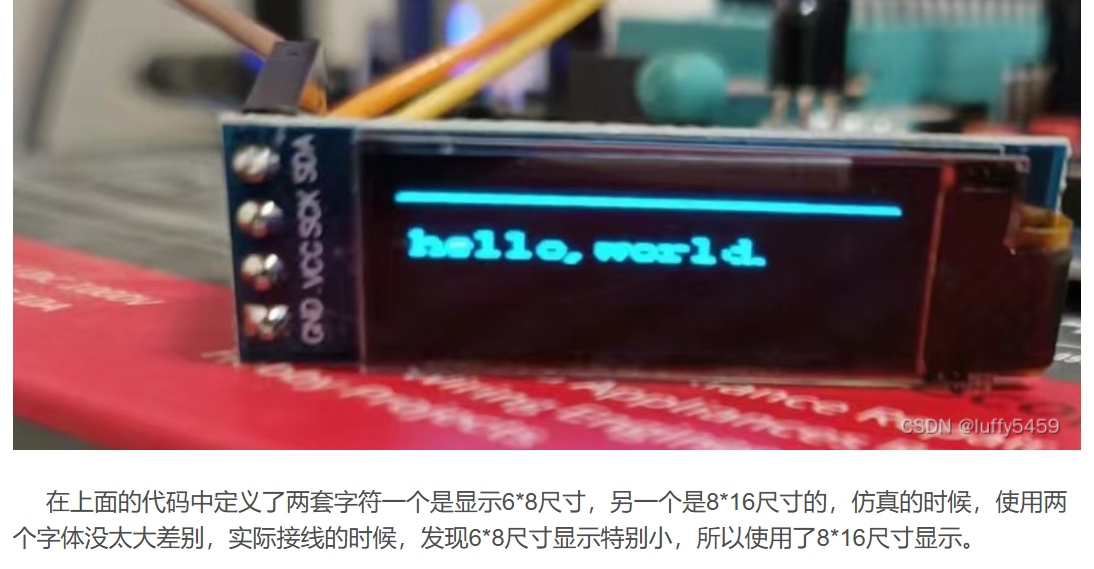 SDA
SCK
VCC
GND
hello,world.
Projects
Wiring
Appliances
CSDN @luffy5459
在上面的代码中定义了两套字符一个是显示6*8尺寸，另一个是8*16尺寸的，仿真的时候，使用两
个字体没太大差别，实际接线的时候，发现6*8尺寸显示特别小，所以使用了8*16尺寸显示。